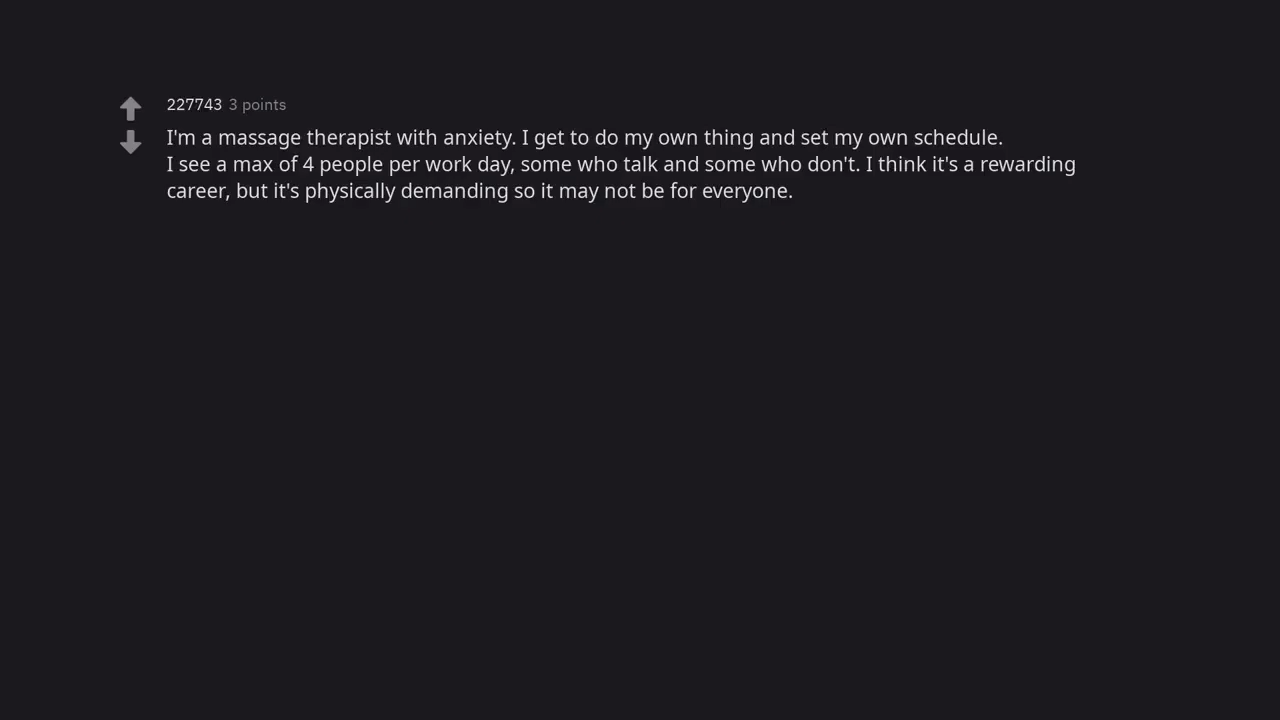 227743 3 points
I'm a massage therapist with anxiety. I get to do my own thing and set my own schedule.
I see a max of 4 people per work day, some who talk and some who don't. I think it's a rewarding
career, but it's physically demanding so it may not be for everyone.